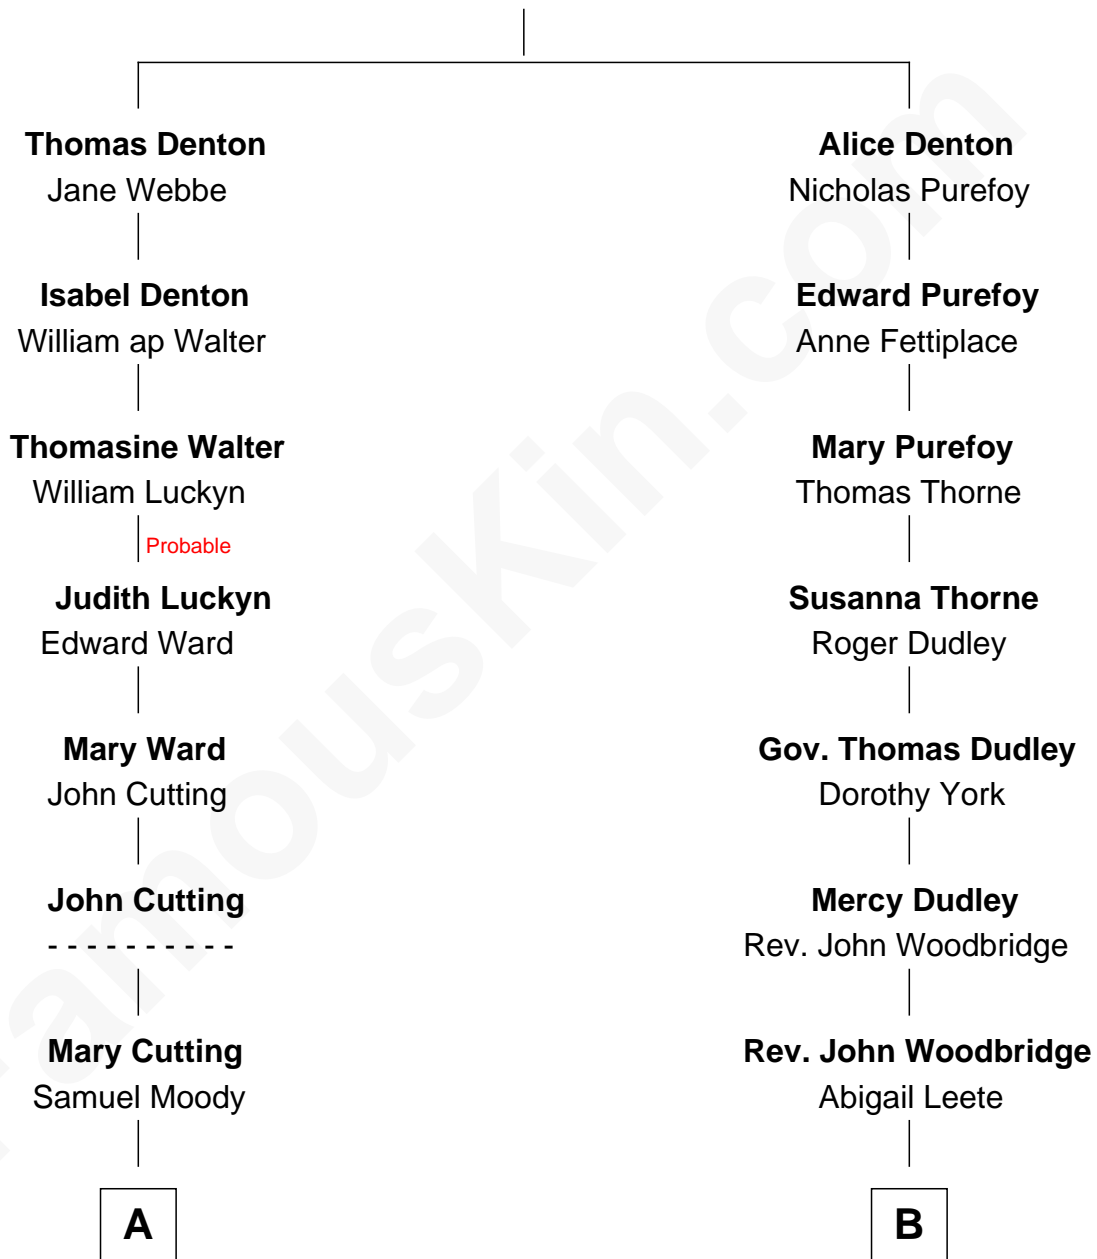 Thomas Denton
Jane Webbe
Isabel Denton
William ap Walter
Thomasine Walter
William Luckyn
Probable
Judith Luckyn
Edward Ward
Mary Ward
John Cutting
John Cutting
- - - - - - - - - -
Mary Cutting
Samuel Moody
A
Alice Denton
Nicholas Purefoy
Edward Purefoy
Anne Fettiplace
Mary Purefoy
Thomas Thorne
Susanna Thorne
Roger Dudley
Gov. Thomas Dudley
Dorothy York
Mercy Dudley
Rev. John Woodbridge
Rev. John Woodbridge
Abigail Leete
B
FamousKin.com